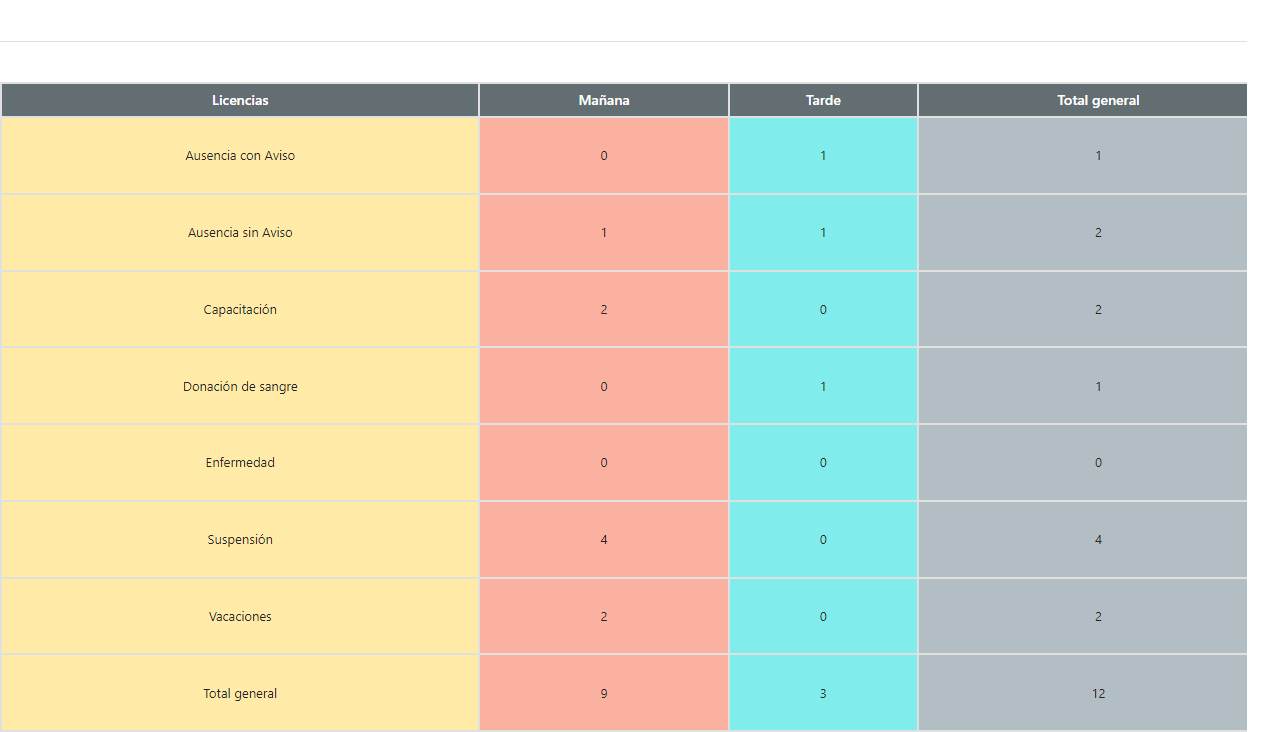 Licencias Mañana Tarde Total general
Ausencia con Aviso 0 1 1
Ausencia sin Aviso 1 1 2
Capacitación 2 0 2
Donación de sangre 0 1 1
Enfermedad 0 0 0
Suspensión 4 0 4
Vacaciones 2 0 2
Total general 9 3 12